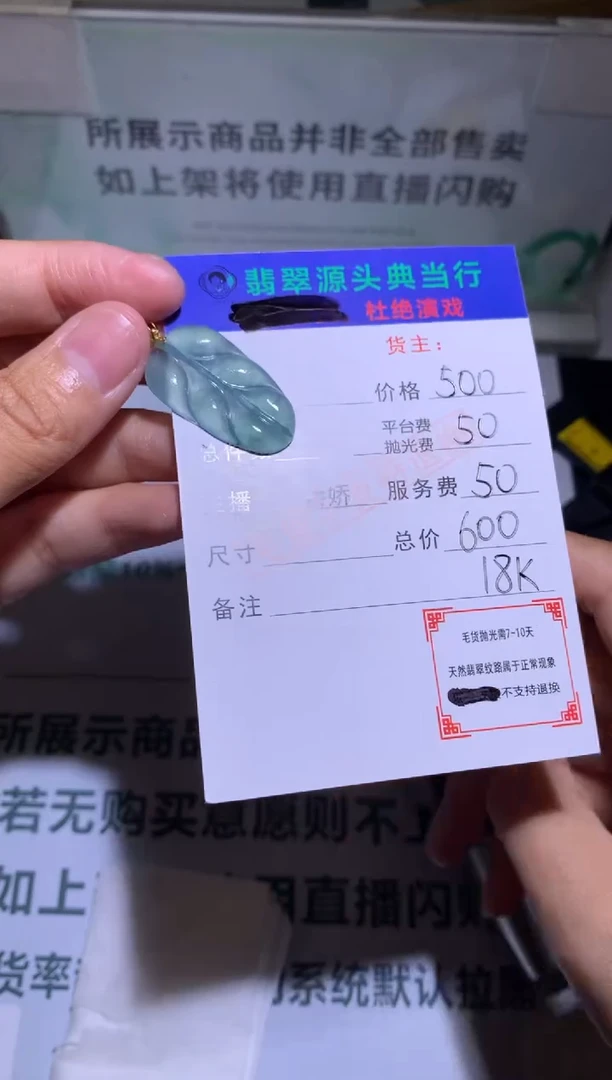 所展示商品并非全部售卖
如上架将使用直播闪购
翡翠源头典当行
杜绝演戏
货主:
价格 500
平台费
抛光费 50
播 娇 服务费 50
尺寸 总价 600
18K
备注
毛货抛光需7-10天
天然翡翠纹路属于正常现象
不支持退换
所展示商品
若无购买意愿则不
如上 用直播闪购
货率 的系统默认拉